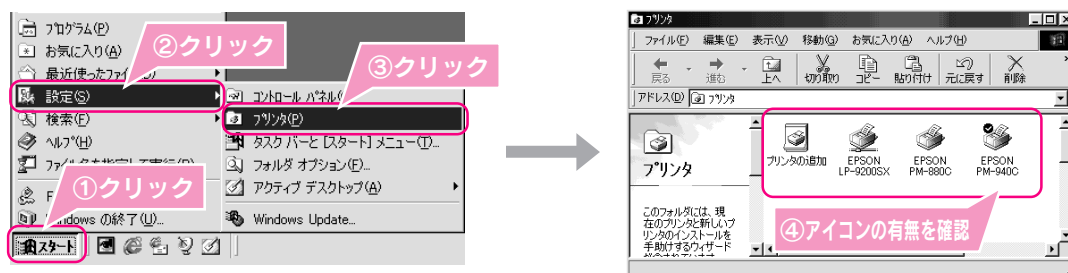 プログラム(P)
お気に入り(A)
②クリック
最近使ったファイル(D)
③クリック
設定(S)
コントロール パネル(
検索(F)
プリンタ(P)
ヘルプ(H)
タスク バーと [スタート] メニュー(T)...
フォルダ オプション(F)...
①クリック
アクティブ デスクトップ(A)
Windows の終了(U)...
Windows Update...
スタート
プリンタ
ファイル(F) 編集(E) 表示(V) 移動(G) お気に入り(A) ヘルプ(H)
戻る 進む 上へ 切り取り コピー 貼り付け 元に戻す 削除
アドレス(D) プリンタ
プリンタ
プリンタの追加
EPSON LP-9200SX
EPSON PM-880C
EPSON PM-940C
このフォルダには、現
在のプリンタと新しいプ
リンタのインストールを
手助けするウィザード
④アイコンの有無を確認